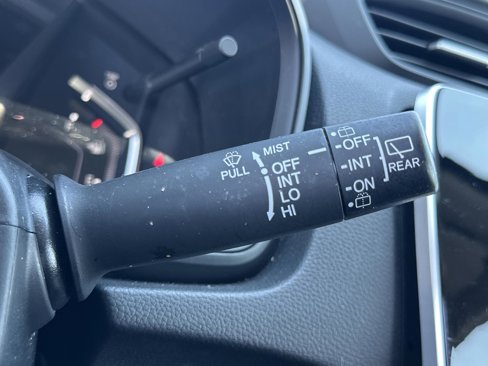 MIST
PULL
OFF
INT
LO
HI
OFF
INT
ON
REAR